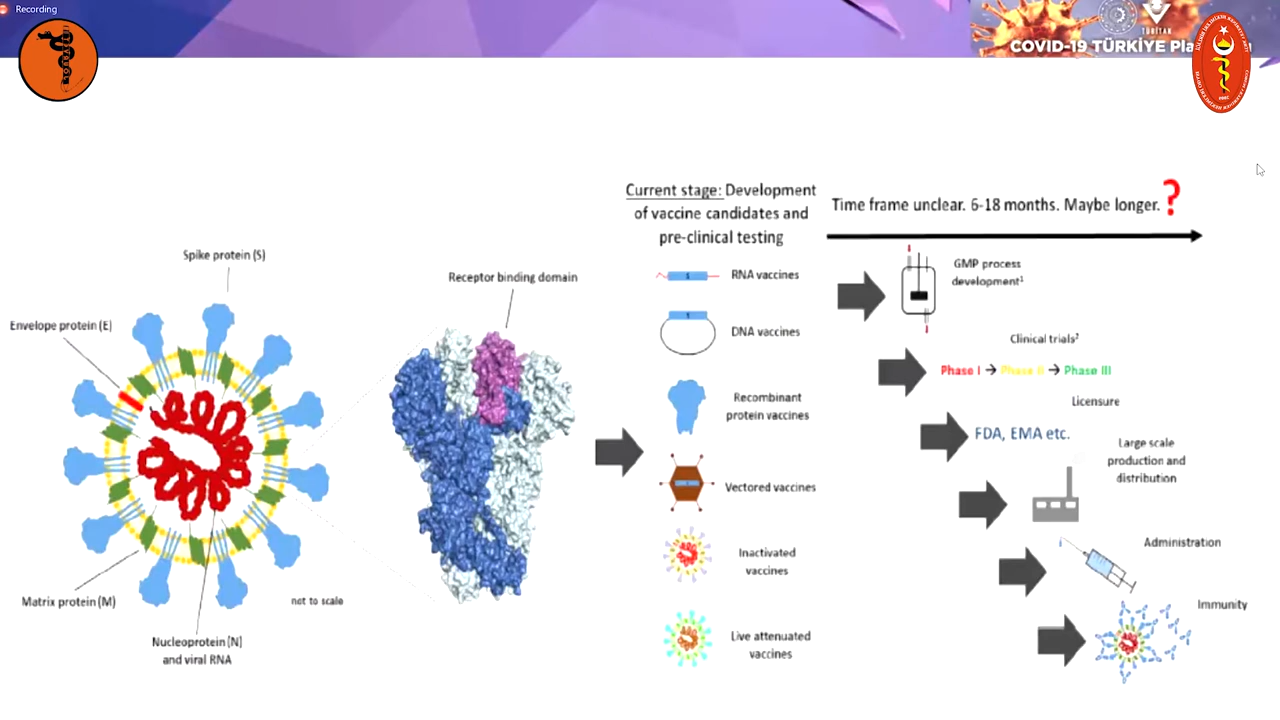 Recording
TÜBİTAK
COVID-19 TÜRKİYE Pla
Current stage: Development
of vaccine candidates and
pre-clinical testing
Time frame unclear. 6-18 months. Maybe longer. ?
Spike protein (S)
Envelope protein (E)
Matrix protein (M)
Nucleoprotein (N)
and viral RNA
not to scale
Receptor binding domain
RNA vaccines
DNA vaccines
Recombinant
protein vaccines
Vectored vaccines
Inactivated
vaccines
Live attenuated
vaccines
GMP process
development¹
Clinical trials²
Phase I → Phase II → Phase III
Licensure
FDA, EMA etc.
Large scale
production and
distribution
Administration
Immunity